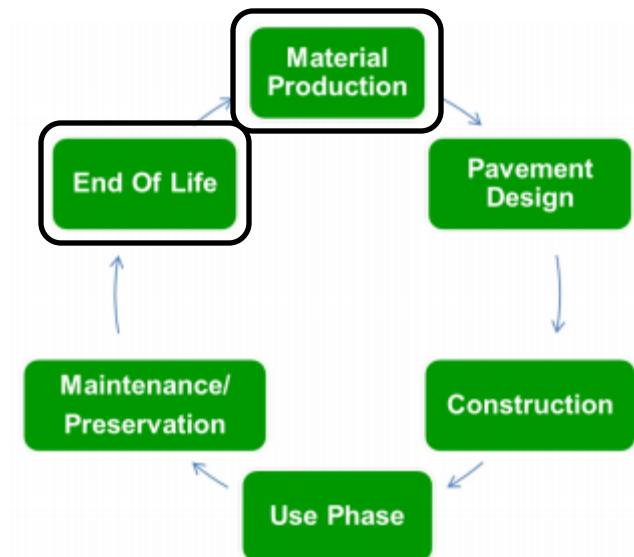 Material
Production
Pavement
Design
Construction
Use Phase
Maintenance/
Preservation
End Of Life